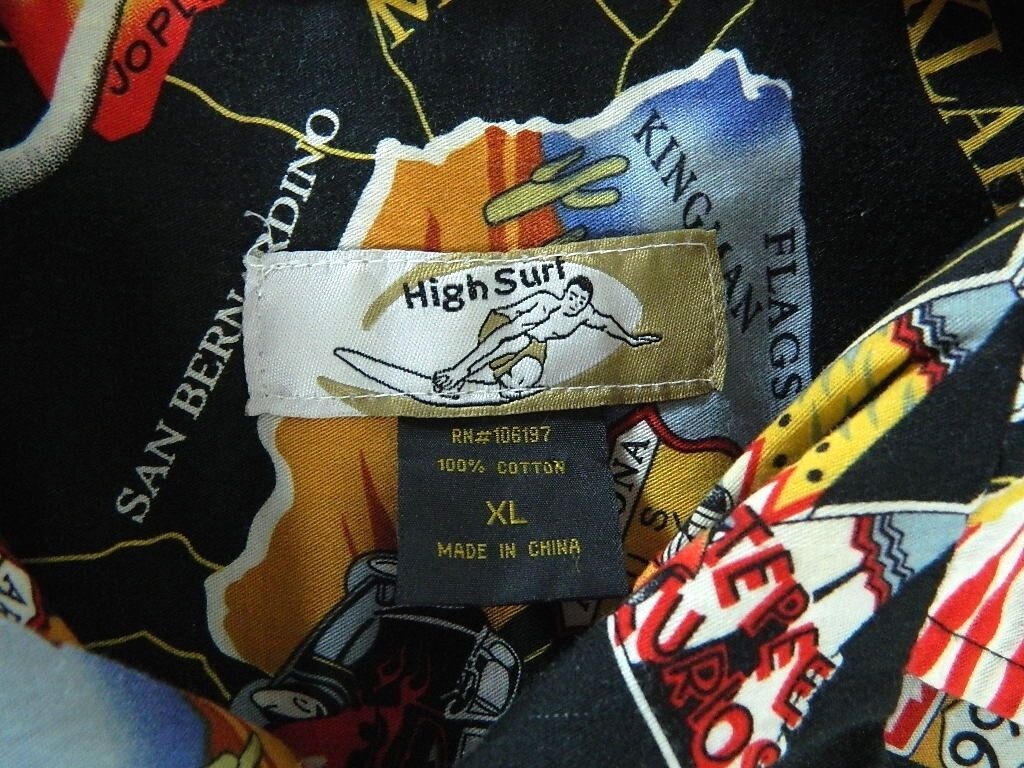 JOPL
SAN BERNARDINO
KINGMAN
FLAGS
High Surf
RN#106197
100% COTTON
XL
MADE IN CHINA
TEPEE
CURIOS